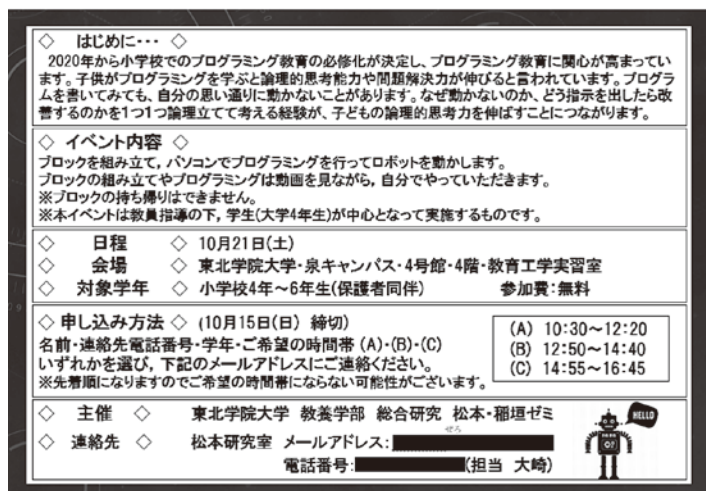 ◇ はじめに・・・ ◇
2020年から小学校でのプログラミング教育の必修化が決定し、プログラミング教育に関心が高まってい
ます。子供がプログラミングを学ぶと論理的思考能力や問題解決力が伸びると言われています。プログラ
ムを書いてみても、自分の思い通りに動かないことがあります。なぜ動かないのか、どう指示を出したら改
善するのかを1つ1つ論理立てて考える経験が、子どもの論理的思考力を伸ばすことにつながります。
◇ イベント内容 ◇
ブロックを組み立て,パソコンでプログラミングを行ってロボットを動かします。
ブロックの組み立てやプログラミングは動画を見ながら,自分でやっていただきます。
※ブロックの持ち帰りはできません。
※本イベントは教員指導の下,学生(大学4年生)が中心となって実施するものです。
◇ 日程 ◇ 10月21日(土)
◇ 会場 ◇ 東北学院大学・泉キャンパス・4号館・4階・教育工学実習室
◇ 対象学年 ◇ 小学校4年～6年生(保護者同伴) 参加費:無料
◇申し込み方法◇ (10月15日(日) 締切)
名前・連絡先電話番号・学年・ご希望の時間帯(A)・(B)・(C)
いずれかを選び,下記のメールアドレスにご連絡ください。
※先着順になりますのでご希望の時間帯にならない可能性がございます。
(A) 10:30～12:20
(B) 12:50～14:40
(C) 14:55～16:45
◇ 主催 ◇ 東北学院大学 教養学部 総合研究 松本・稲垣ゼミ
ぜろ
◇ 連絡先 ◇ 松本研究室 メールアドレス:
電話番号: (担当 大崎)
HELLO
01